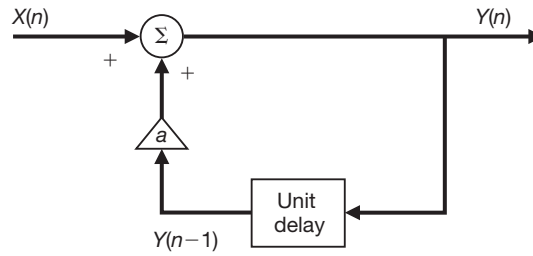 X(n)
Y(n)
Σ
+
+
a
Unit
delay
Y(n−1)